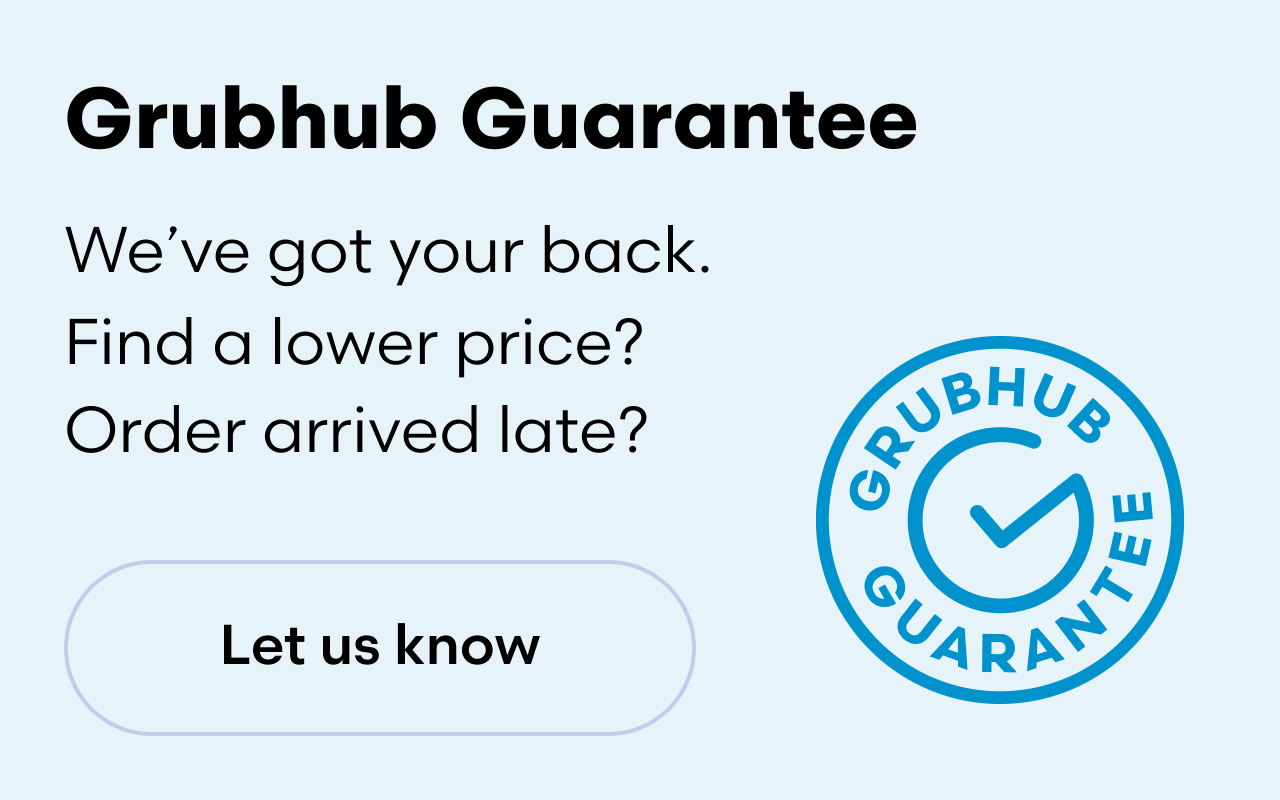 Grubhub Guarantee
We’ve got your back.
Find a lower price?
Order arrived late?
Let us know
GRUBHUB
GUARANTEE